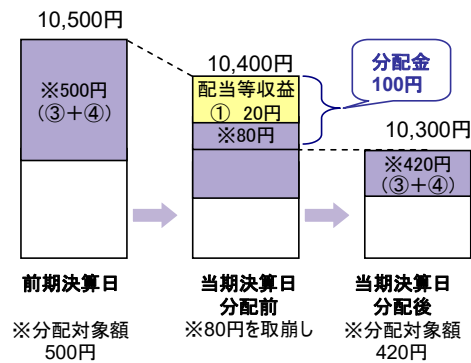 10,500円
※500円
(③+④)
10,400円
配当等収益
① 20円
※80円
分配金
100円
10,300円
※420円
(③+④)
前期決算日
※分配対象額
500円
当期決算日
分配前
※80円を取崩し
当期決算日
分配後
※分配対象額
420円